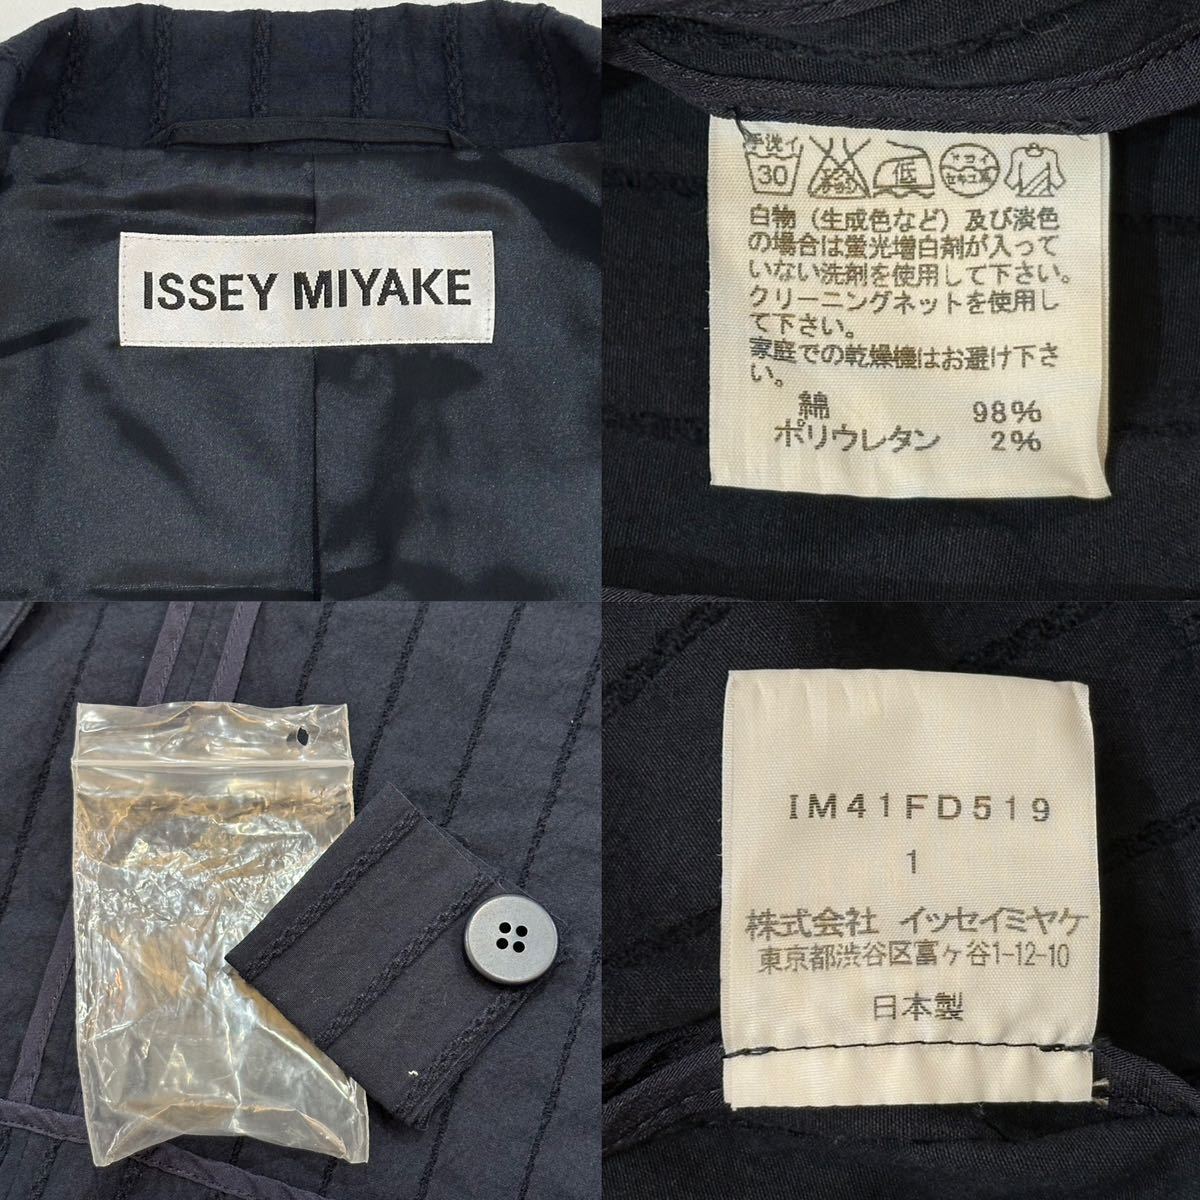 ISSEY MIYAKE
手洗イ
30
低
白物（生成色など）及び淡色
の場合は蛍光増白剤が入って
いない洗剤を使用して下さい。
クリーニングネットを使用し
て下さい。
家庭での乾燥機はお避け下さ
い。
綿 98%
ポリウレタン 2%
IM41FD519
1
株式会社 イッセイミヤケ
東京都渋谷区富ヶ谷1-12-10
日本製